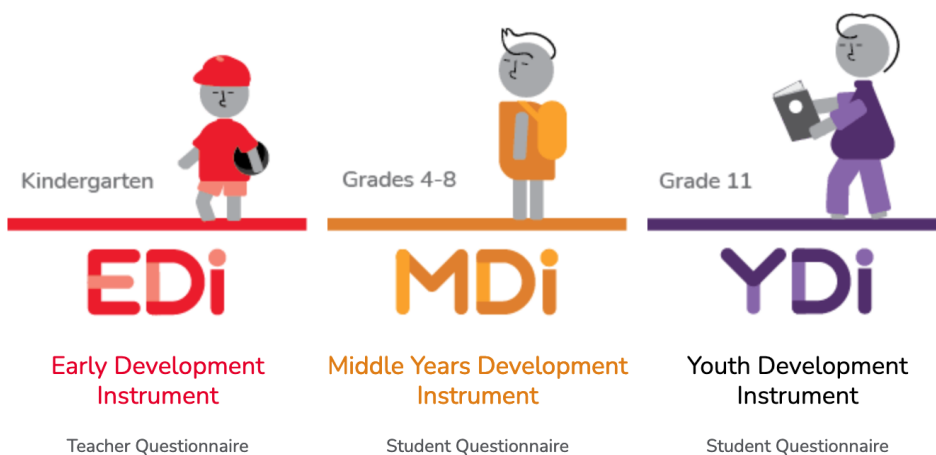 Kindergarten
EDi
Early Development
Instrument
Teacher Questionnaire
Grades 4-8
MDi
Middle Years Development
Instrument
Student Questionnaire
Grade 11
YDi
Youth Development
Instrument
Student Questionnaire